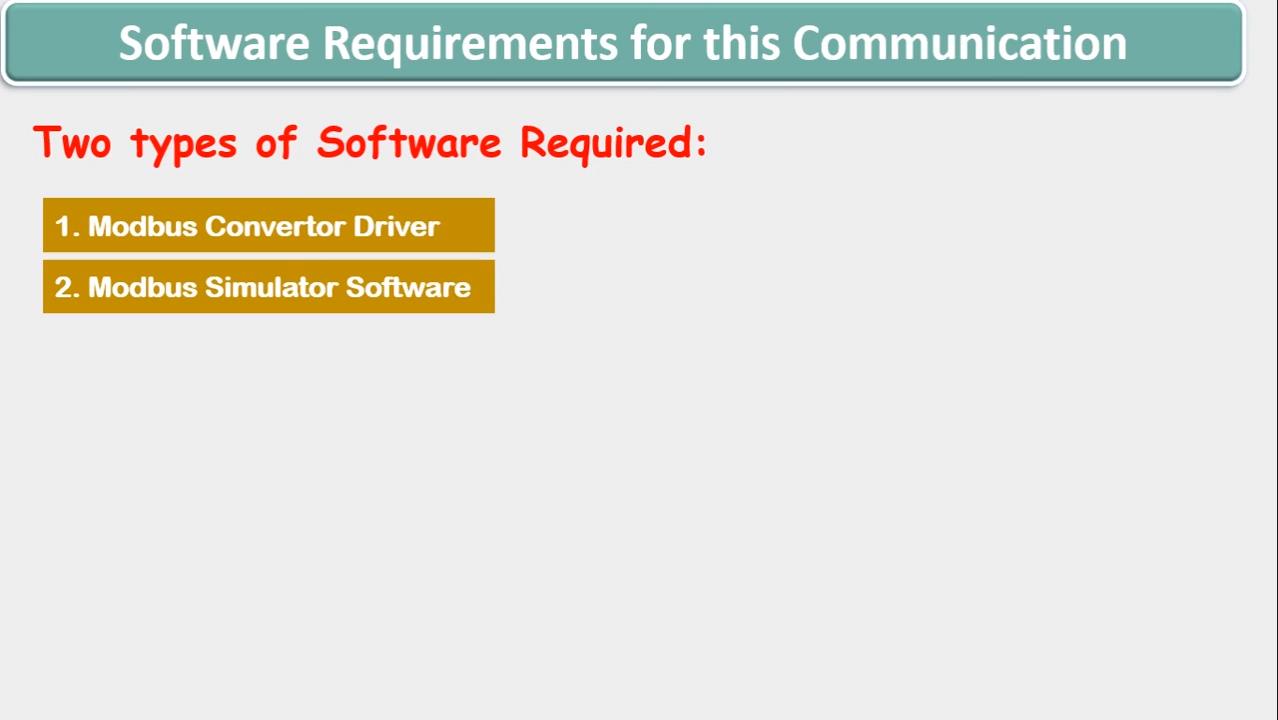 Software Requirements for this Communication
Two types of Software Required:
1. Modbus Convertor Driver
2. Modbus Simulator Software